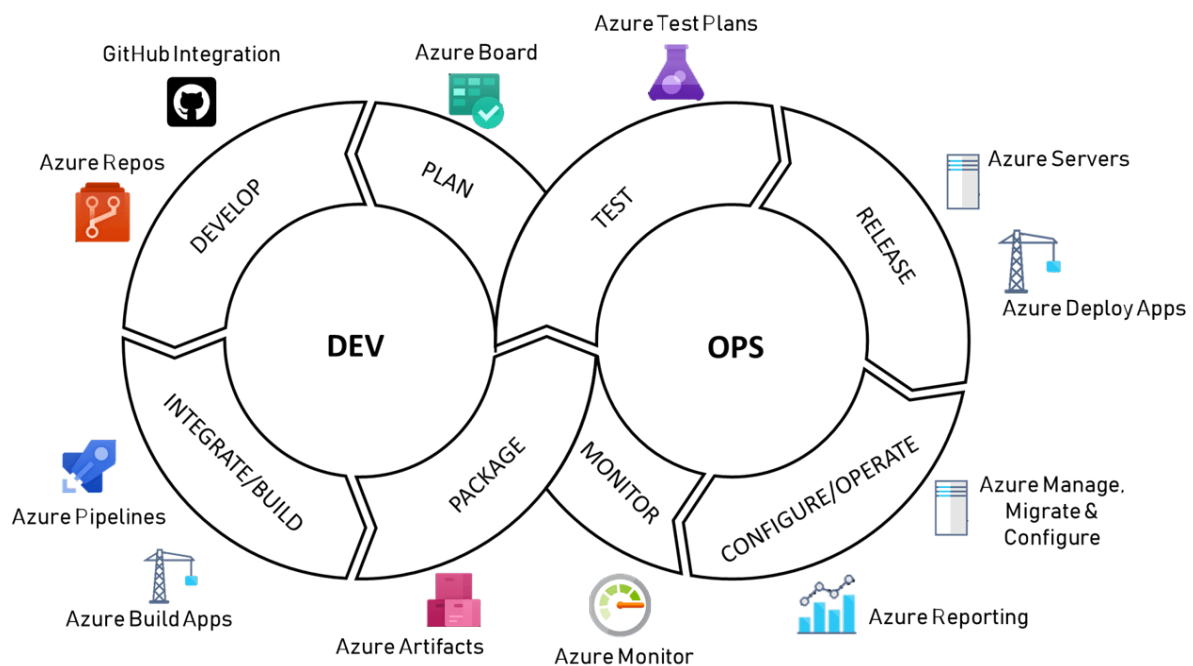 Azure Test Plans
GitHub Integration
Azure Board
Azure Repos
PLAN
DEVELOP
TEST
Azure Servers
RELEASE
Azure Deploy Apps
DEV
OPS
INTEGRATE/BUILD
PACKAGE
MONITOR
CONFIGURE/OPERATE
Azure Pipelines
Azure Manage,
Migrate &
Configure
Azure Build Apps
Azure Artifacts
Azure Monitor
Azure Reporting